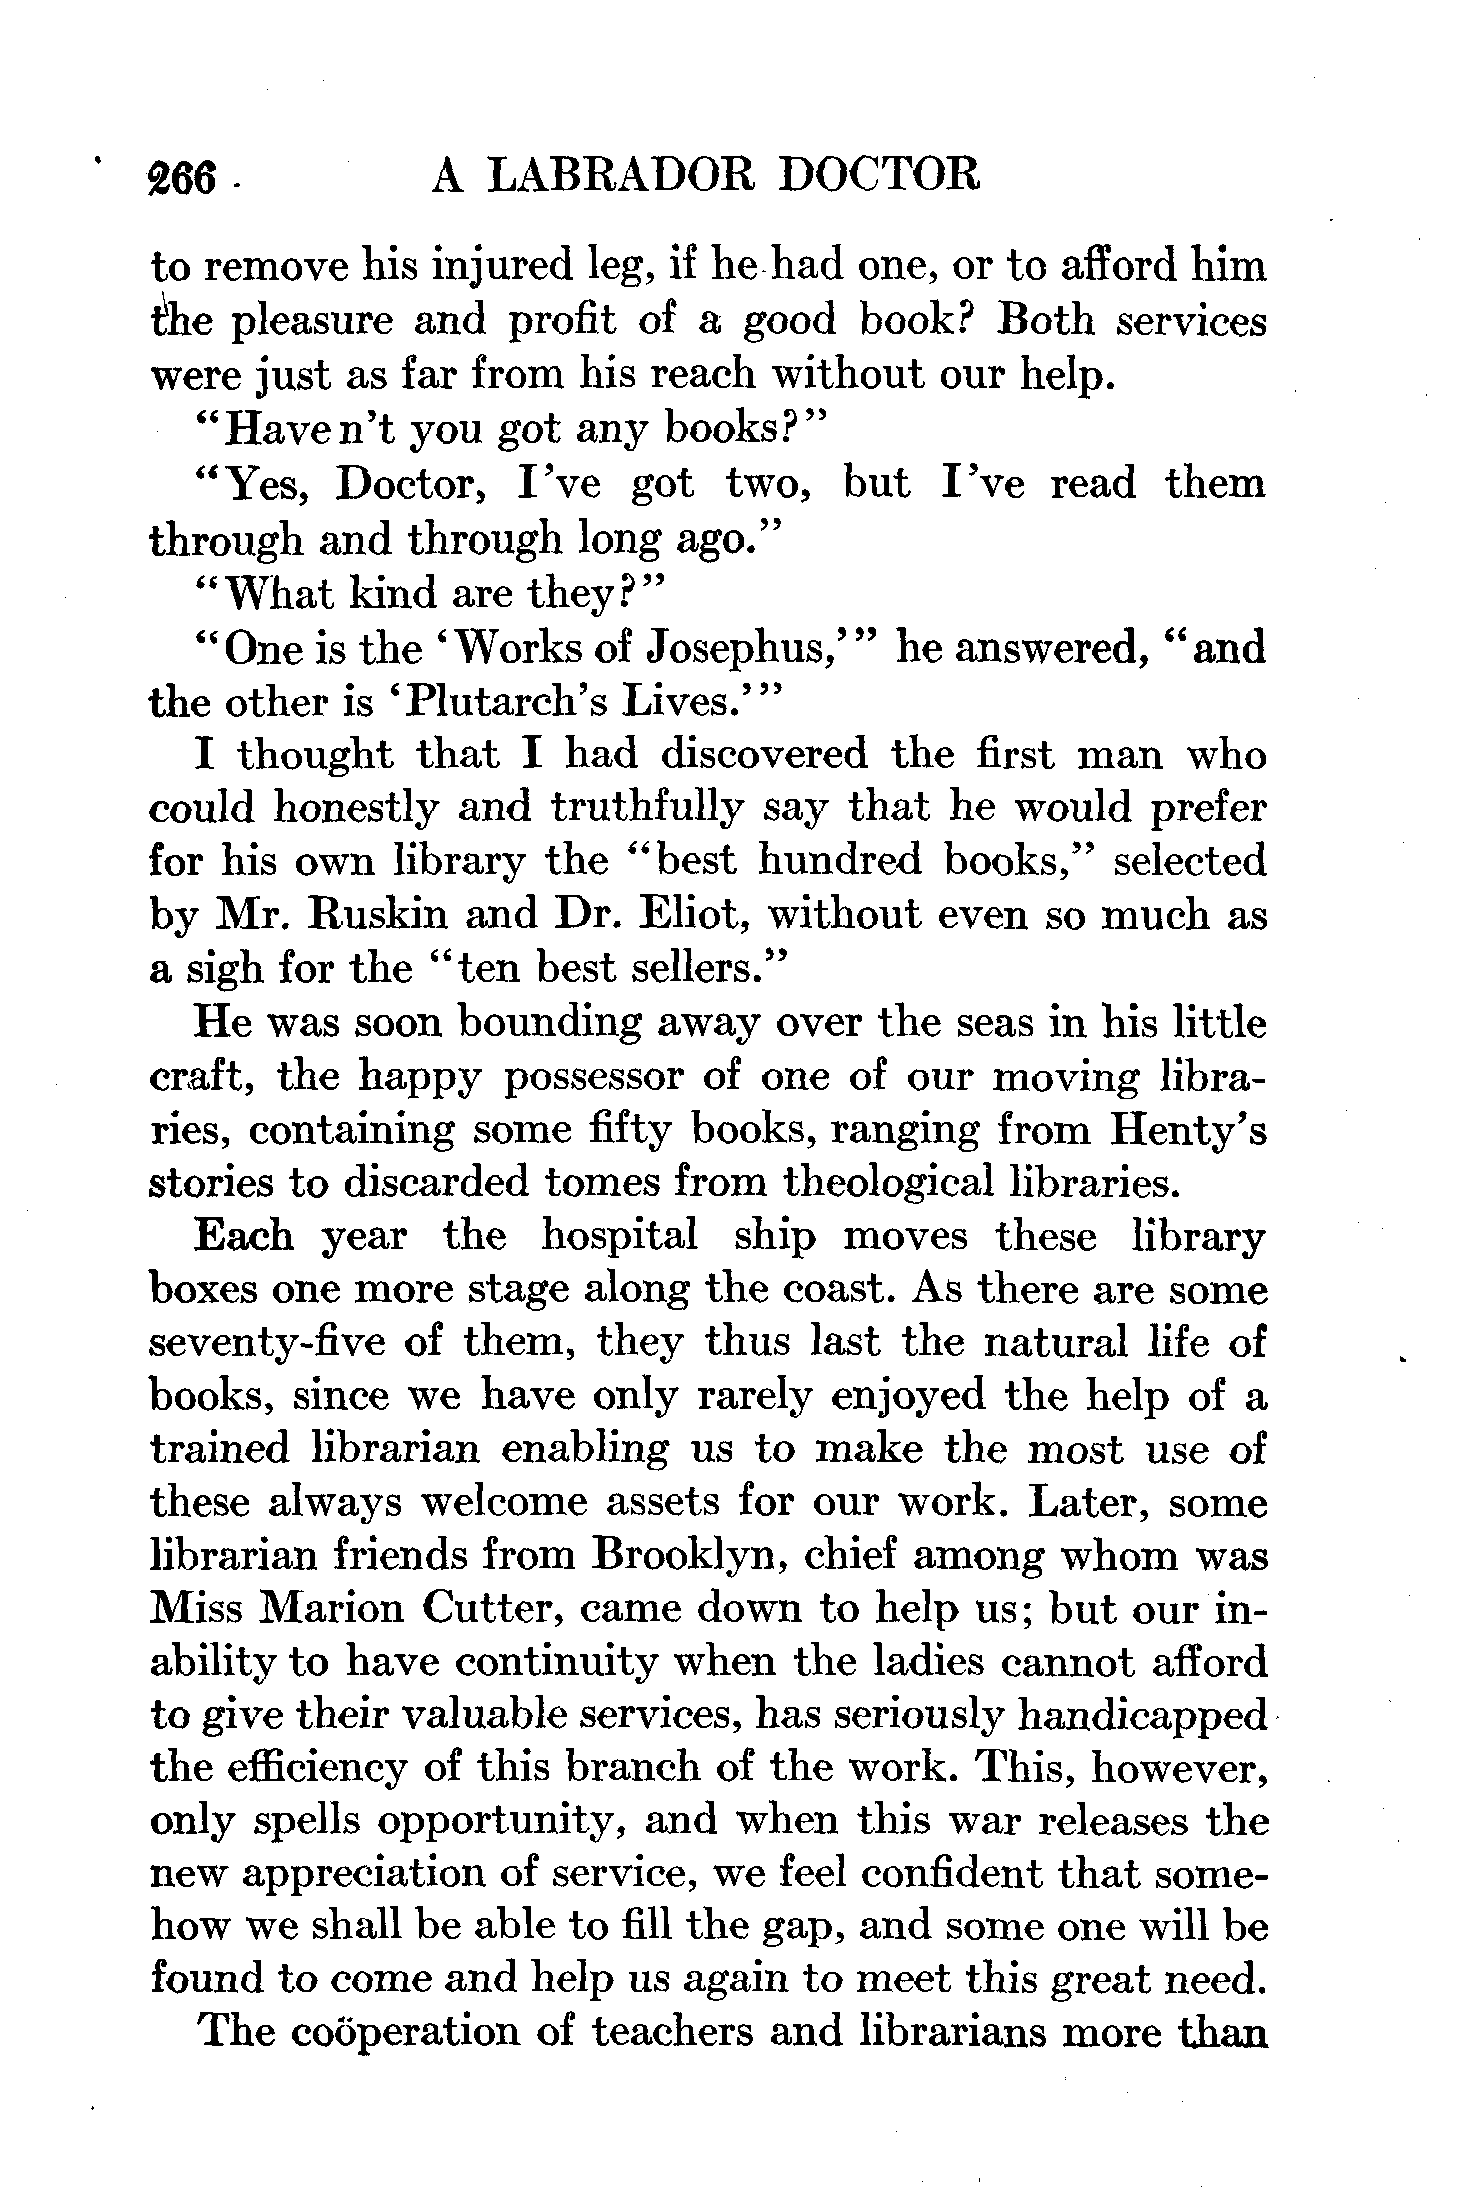 266 A LABRADOR DOCTOR
to remove his injured leg, if he had one, or to afford him
the pleasure and profit of a good book? Both services
were just as far from his reach without our help.
“Haven't you got any books?”
“Yes, Doctor, I've got two, but I've read them
through and through long ago.”
“What kind are they?”
“One is the ‘Works of Josephus,’” he answered, “and
the other is ‘Plutarch's Lives.’”
I thought that I had discovered the first man who
could honestly and truthfully say that he would prefer
for his own library the “best hundred books,” selected
by Mr. Ruskin and Dr. Eliot, without even so much as
a sigh for the “ten best sellers.”
He was soon bounding away over the seas in his little
craft, the happy possessor of one of our moving libra-
ries, containing some fifty books, ranging from Henty's
stories to discarded tomes from theological libraries.
Each year the hospital ship moves these library
boxes one more stage along the coast. As there are some
seventy-five of them, they thus last the natural life of
books, since we have only rarely enjoyed the help of a
trained librarian enabling us to make the most use of
these always welcome assets for our work. Later, some
librarian friends from Brooklyn, chief among whom was
Miss Marion Cutter, came down to help us; but our in-
ability to have continuity when the ladies cannot afford
to give their valuable services, has seriously handicapped
the efficiency of this branch of the work. This, however,
only spells opportunity, and when this war releases the
new appreciation of service, we feel confident that some-
how we shall be able to fill the gap, and some one will be
found to come and help us again to meet this great need.
The coöperation of teachers and librarians more than